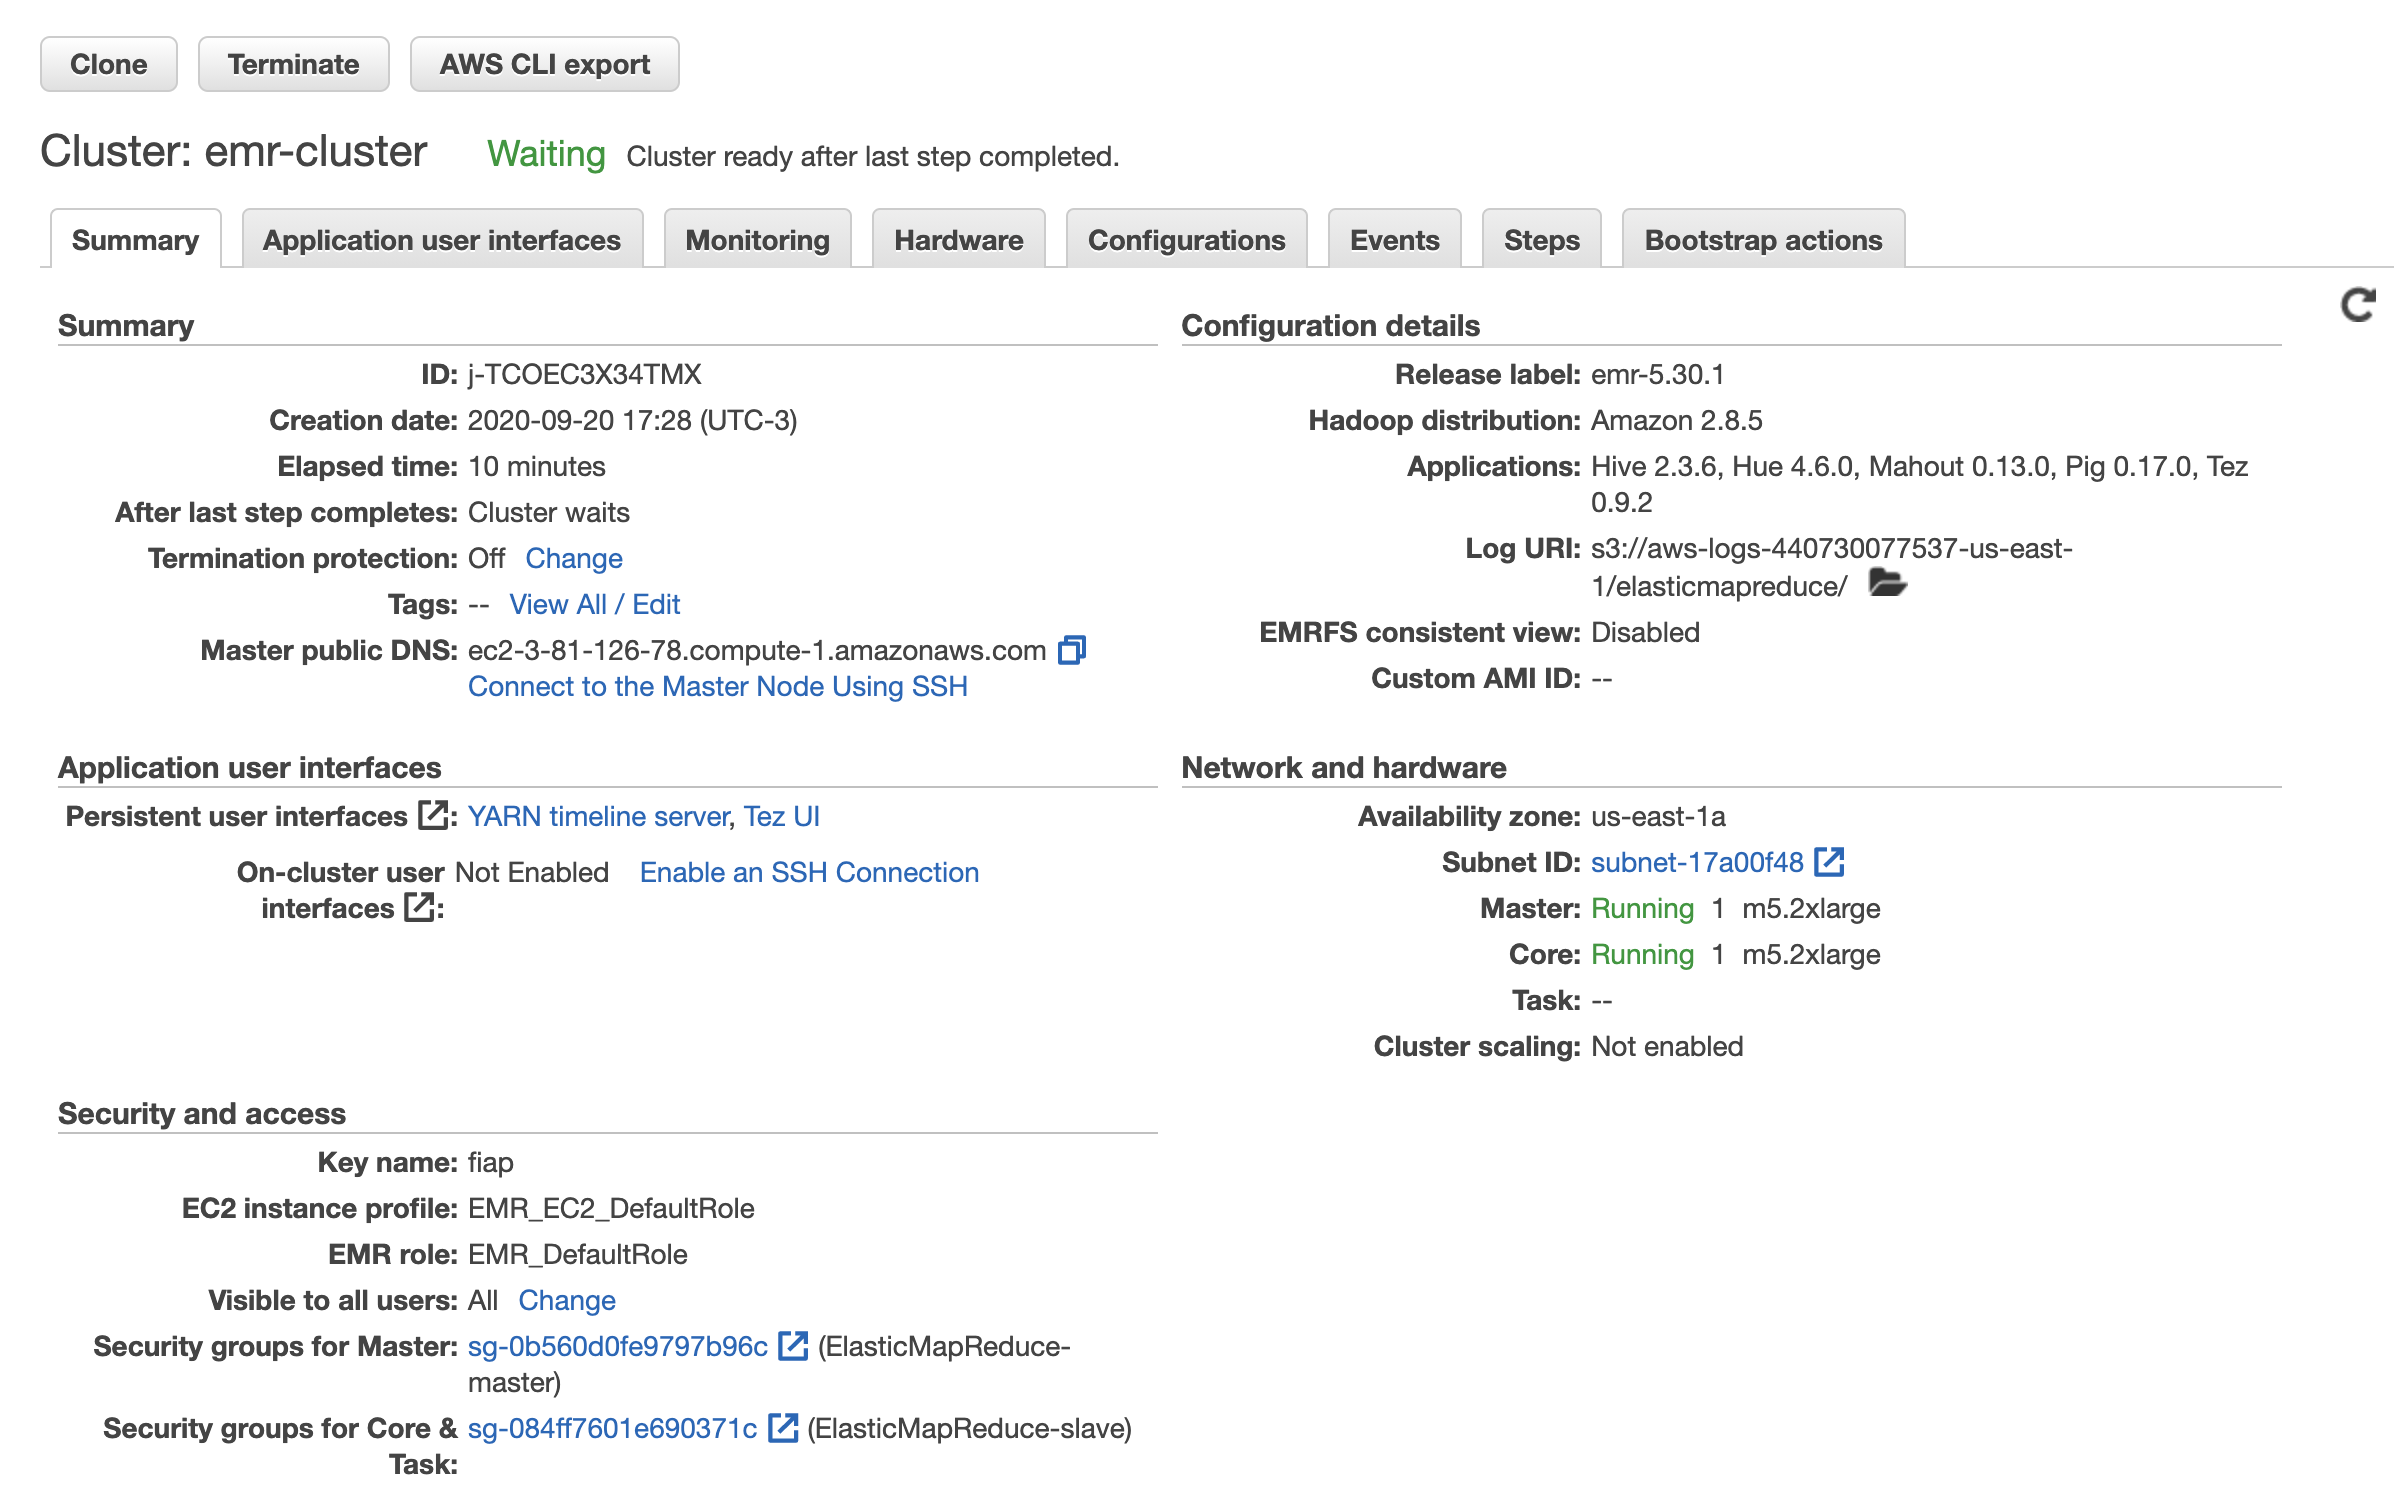 Clone Terminate AWS CLI export
Cluster: emr-cluster Waiting Cluster ready after last step completed.
Summary Application user interfaces Monitoring Hardware Configurations Events Steps Bootstrap actions
Summary
ID: j-TCOEC3X34TMX
Creation date: 2020-09-20 17:28 (UTC-3)
Elapsed time: 10 minutes
After last step completes: Cluster waits
Termination protection: Off Change
Tags: -- View All / Edit
Master public DNS: ec2-3-81-126-78.compute-1.amazonaws.com
Connect to the Master Node Using SSH
Configuration details
Release label: emr-5.30.1
Hadoop distribution: Amazon 2.8.5
Applications: Hive 2.3.6, Hue 4.6.0, Mahout 0.13.0, Pig 0.17.0, Tez
0.9.2
Log URI: s3://aws-logs-440730077537-us-east-
1/elasticmapreduce/
EMRFS consistent view: Disabled
Custom AMI ID: --
Application user interfaces
Persistent user interfaces : YARN timeline server, Tez UI
On-cluster user Not Enabled Enable an SSH Connection
interfaces :
Network and hardware
Availability zone: us-east-1a
Subnet ID: subnet-17a00f48
Master: Running 1 m5.2xlarge
Core: Running 1 m5.2xlarge
Task: --
Cluster scaling: Not enabled
Security and access
Key name: fiap
EC2 instance profile: EMR_EC2_DefaultRole
EMR role: EMR_DefaultRole
Visible to all users: All Change
Security groups for Master: sg-0b560d0fe9797b96c (ElasticMapReduce-
master)
Security groups for Core & sg-084ff7601e690371c (ElasticMapReduce-slave)
Task: